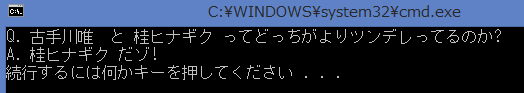 C:¥WINDOWS¥system32¥cmd.exe
Q. 古手川唯　と 桂ヒナギク ってどっちがよりツンデレってるのか?
A. 桂ヒナギク だゾ!
続行するには何かキーを押してください . . .